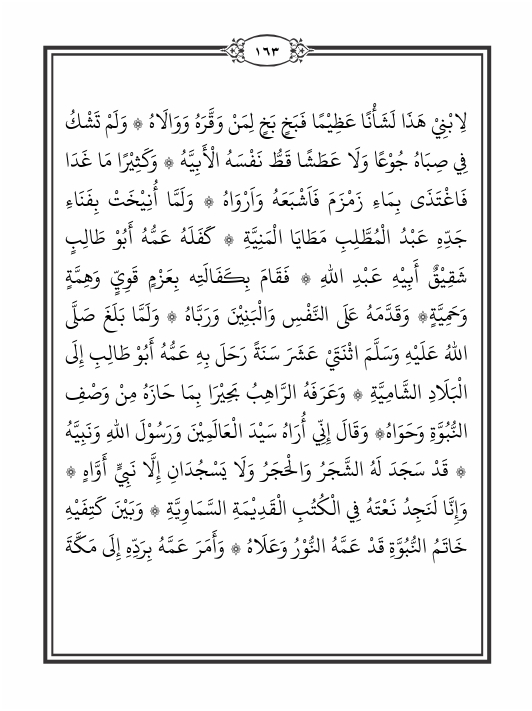 ١٦٣
لِابْنِيْ هَذَا لَشَأْنًا عَظِيْمًا فَبَخٍ بَخٍ لِمَنْ وَقَّرَهُ وَوَالَاهُ ۞ وَلَمْ تَشْكُ
فِي صِبَاهُ جُوْعًا وَلَا عَطَشًا قَطُّ نَفْسَهُ الْأَبِيَّهُ ۞ وَكَثِيْرًا مَا غَدَا
فَاغْتَذَى بِمَاءِ زَمْزَمَ فَاَشْبَعَهُ وَاَرْوَاهُ ۞ وَلَمَّا أُنِيْخَتْ بِفَنَاءِ
جَدِّهِ عَبْدُ الْمُطَّلِبِ مَطَايَا الْمَنِيَّةِ ۞ كَفَلَهُ عَمُّهُ أَبُوْ طَالِبٍ
شَقِيْقُ أَبِيْهِ عَبْدِ اللهِ ۞ فَقَامَ بِكَفَالَتِه بِعَزْمٍ قَوِيٍّ وَهِمَّةٍ
وَحَمِيَّةٍ۞ وَقَدَّمَهُ عَلَى النَّفْسِ وَالْبَنِيْنَ وَرَبَّاهُ ۞ وَلَمَّا بَلَغَ صَلَّى
اللهُ عَلَيْهِ وَسَلَّمَ اثْنَتَيْ عَشَرَ سَنَةً رَحَلَ بِهِ عَمُّهُ أَبُوْ طَالِبِ إِلَى
الْبَلَادِ الشَّامِيَّةِ ۞ وَعَرَفَهُ الرَّاهِبُ بَحِيْرَا بِمَا حَازَهُ مِنْ وَصْفِ
النُّبُوَّةِ وَحَوَاهُ۞ وَقَالَ إِنِّي أُرَاهُ سَيِّدَ الْعَالَمِيْنَ وَرَسُوْلَ اللهِ وَنَبِيَّهُ
۞ قَدْ سَجَدَ لَهُ الشَّجَرُ وَالْحَجَرُ وَلَا يَسْجُدَانِ إِلَّا نَبِيٍّ أَوَّاهٍ ۞
وَإِنَّا لَنَجِدُ نَعْتَهُ فِي الْكُتُبِ الْقَدِيْمَةِ السَّمَاوِيَّةِ ۞ وَبَيْنَ كَتِفَيْهِ
خَاتَمُ النُّبُوَّةِ قَدْ عَمَّهُ النُّوْرُ وَعَلَاهُ ۞ وَأَمَرَ عَمَّهُ بِرَدِّهِ إِلَى مَكَّةَ